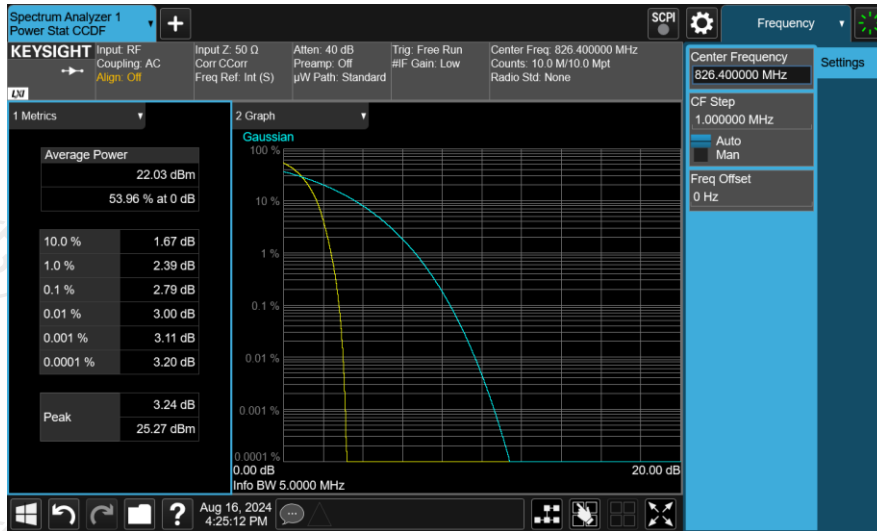 Spectrum Analyzer 1
Power Stat CCDF
+
SCPI
Frequency
KEYSIGHT
LXI
Input: RF
Coupling: AC
Align: Off
Input Z: 50 Ω
Corr CCorr
Freq Ref: Int (S)
Atten: 40 dB
Preamp: Off
µW Path: Standard
Trig: Free Run
#IF Gain: Low
Center Freq: 826.400000 MHz
Counts: 10.0 M/10.0 Mpt
Radio Std: None
Center Frequency
826.400000 MHz
Settings
CF Step
1.000000 MHz
Auto
Man
Freq Offset
0 Hz
1 Metrics
Average Power
22.03 dBm
53.96 % at 0 dB
10.0 % 1.67 dB
1.0 % 2.39 dB
0.1 % 2.79 dB
0.01 % 3.00 dB
0.001 % 3.11 dB
0.0001 % 3.20 dB
Peak
3.24 dB
25.27 dBm
2 Graph
Gaussian
100 %
10 %
1 %
0.1 %
0.01 %
0.001 %
0.0001 %
0.00 dB 20.00 dB
Info BW 5.0000 MHz
?
Aug 16, 2024
4:25:12 PM